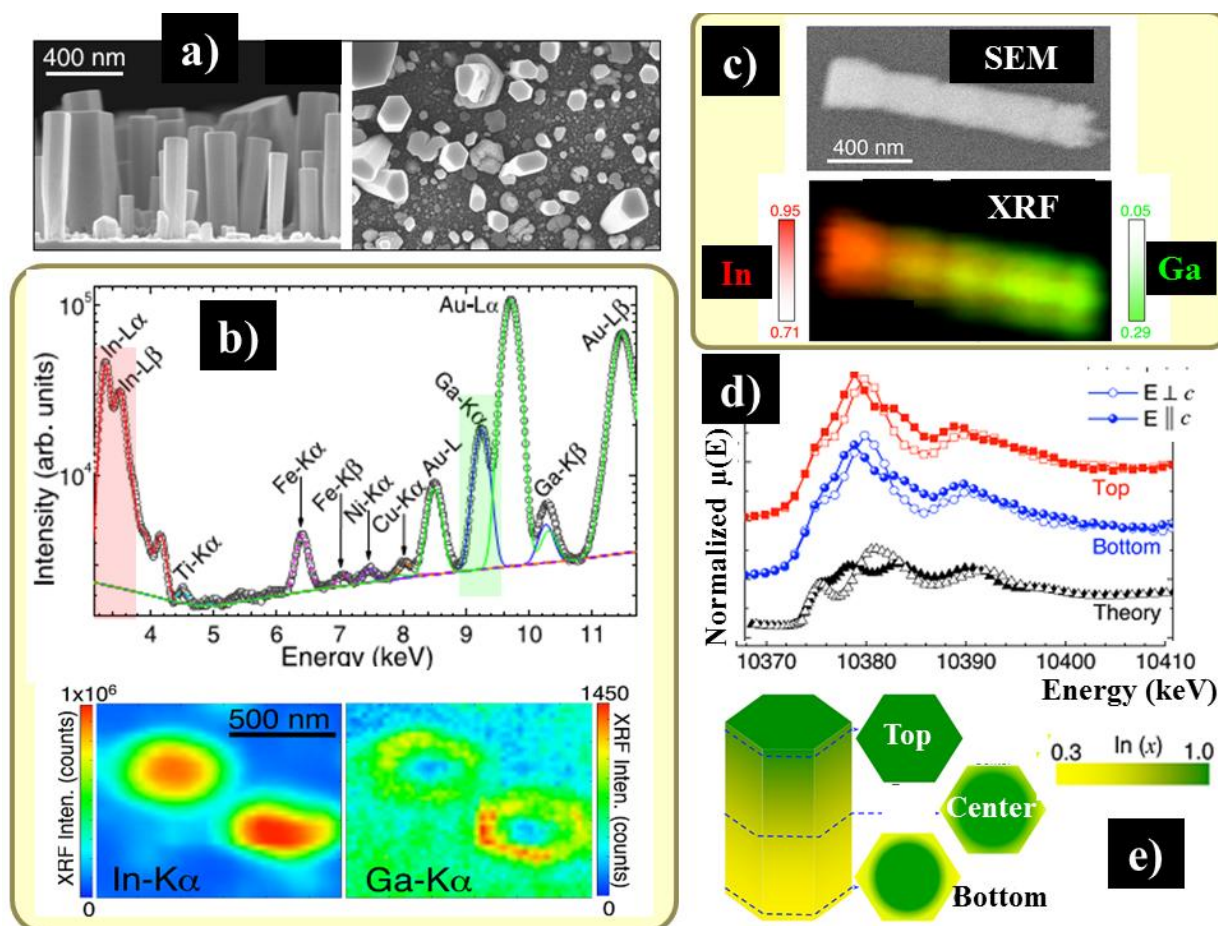 a)
400 nm
b)
Intensity (arb. units)
10⁵
10⁴
In-Lα
In-Lβ
Ti-Kα
Fe-Kα
Fe-Kβ
Ni-Kα
Cu-Kα
Au-L
Ga-Kα
Au-Lα
Ga-Kβ
Au-Lβ
4 5 6 7 8 9 10 11
Energy (keV)
1x10⁶
XRF Inten. (counts)
0
500 nm
In-Kα
Ga-Kα
1450
XRF Inten. (counts)
0
c)
SEM
400 nm
XRF
0.95
In
0.71
0.05
Ga
0.29
d)
E ⊥ c
E ∥ c
Top
Bottom
Theory
Normalized μ(E)
10370 10380 10390 10400 10410
Energy (keV)
Top
Center
Bottom
In (x)
0.3 1.0
e)